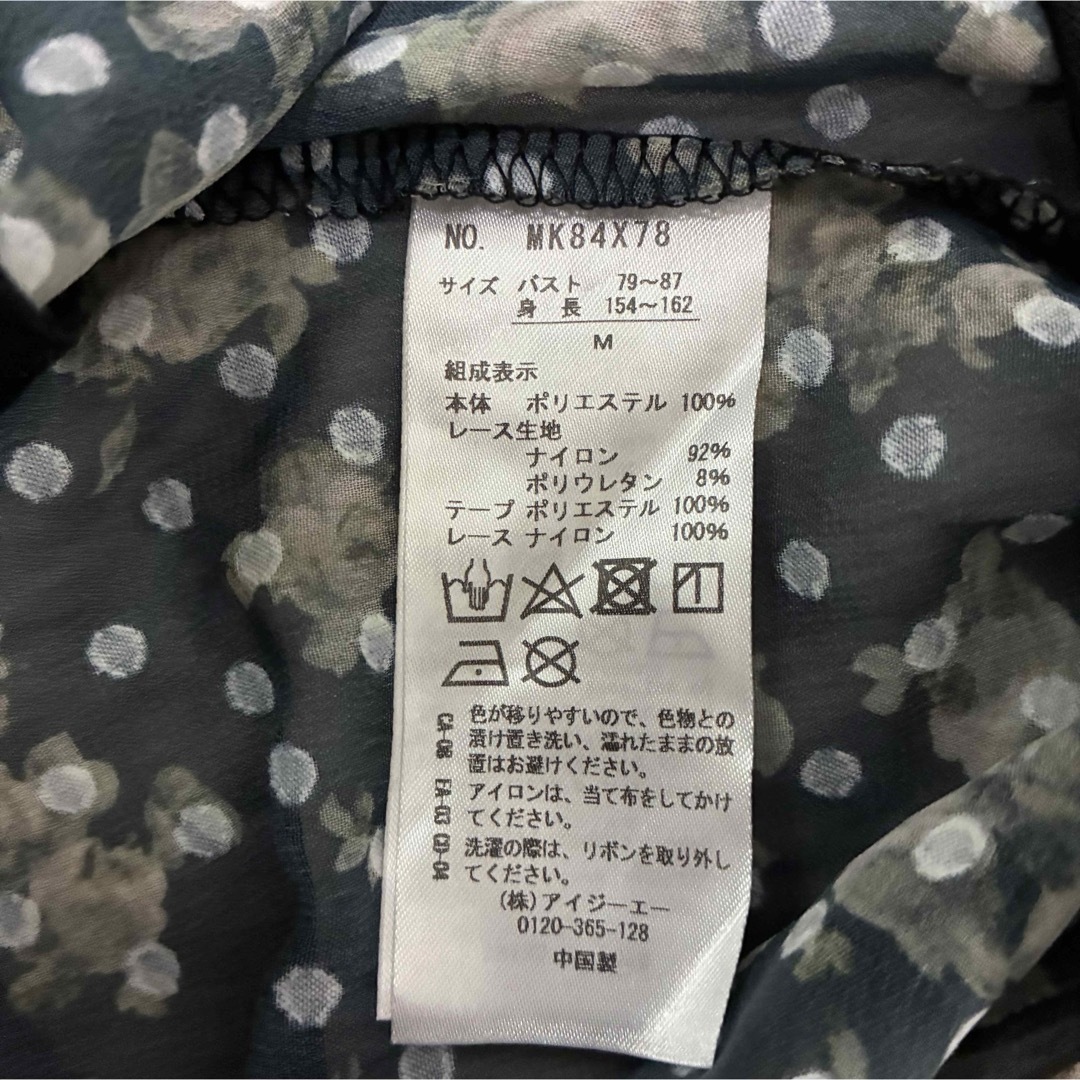 NO. MK84X78
サイズ バスト 79～87
身 長 154～162
M
組成表示
本体 ポリエステル 100%
レース生地
ナイロン 92%
ポリウレタン 8%
テープ ポリエステル 100%
レース ナイロン 100%
色が移りやすいので、色物との
漬け置き洗い、濡れたままの放
置はお避けください。
アイロンは、当て布をしてかけ
てください。
洗濯の際は、リボンを取り外し
てください。
CA-06 EA-03 QD-04
(株)アイジーエー
0120-365-128
中国製